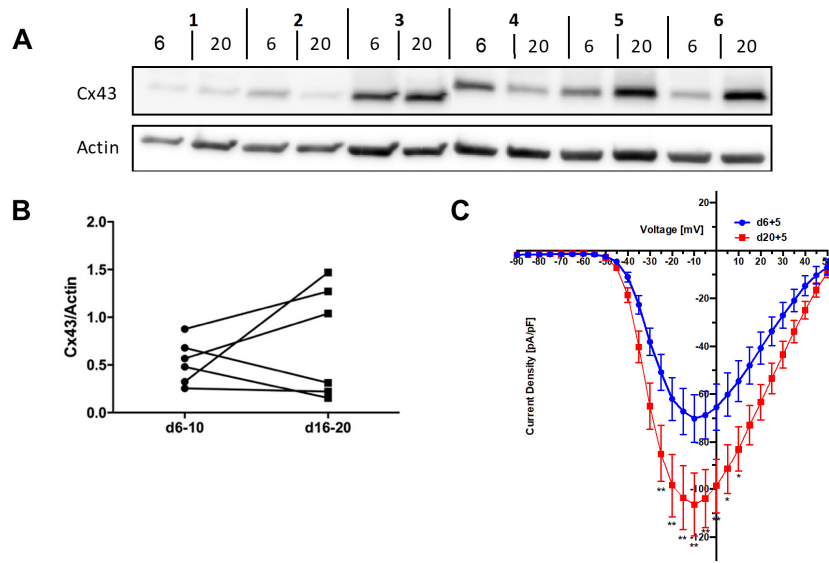 A
1 2 3 4 5 6
6 20 6 20 6 20 6 20 6 20 6 20
Cx43
Actin
B
2.0
1.5
1.0
0.5
0.0
Cx43/Actin
d6-10 d16-20
C
20
Voltage [mV]
d6+5
d20+5
-90 -80 -70 -60 -50 -40 -30 -20 -10 10 20 30 40 50
-20
-40
-60
-80
-100
-120
Current Density [pA/pF]
** ** ** ** ** ** ** * *